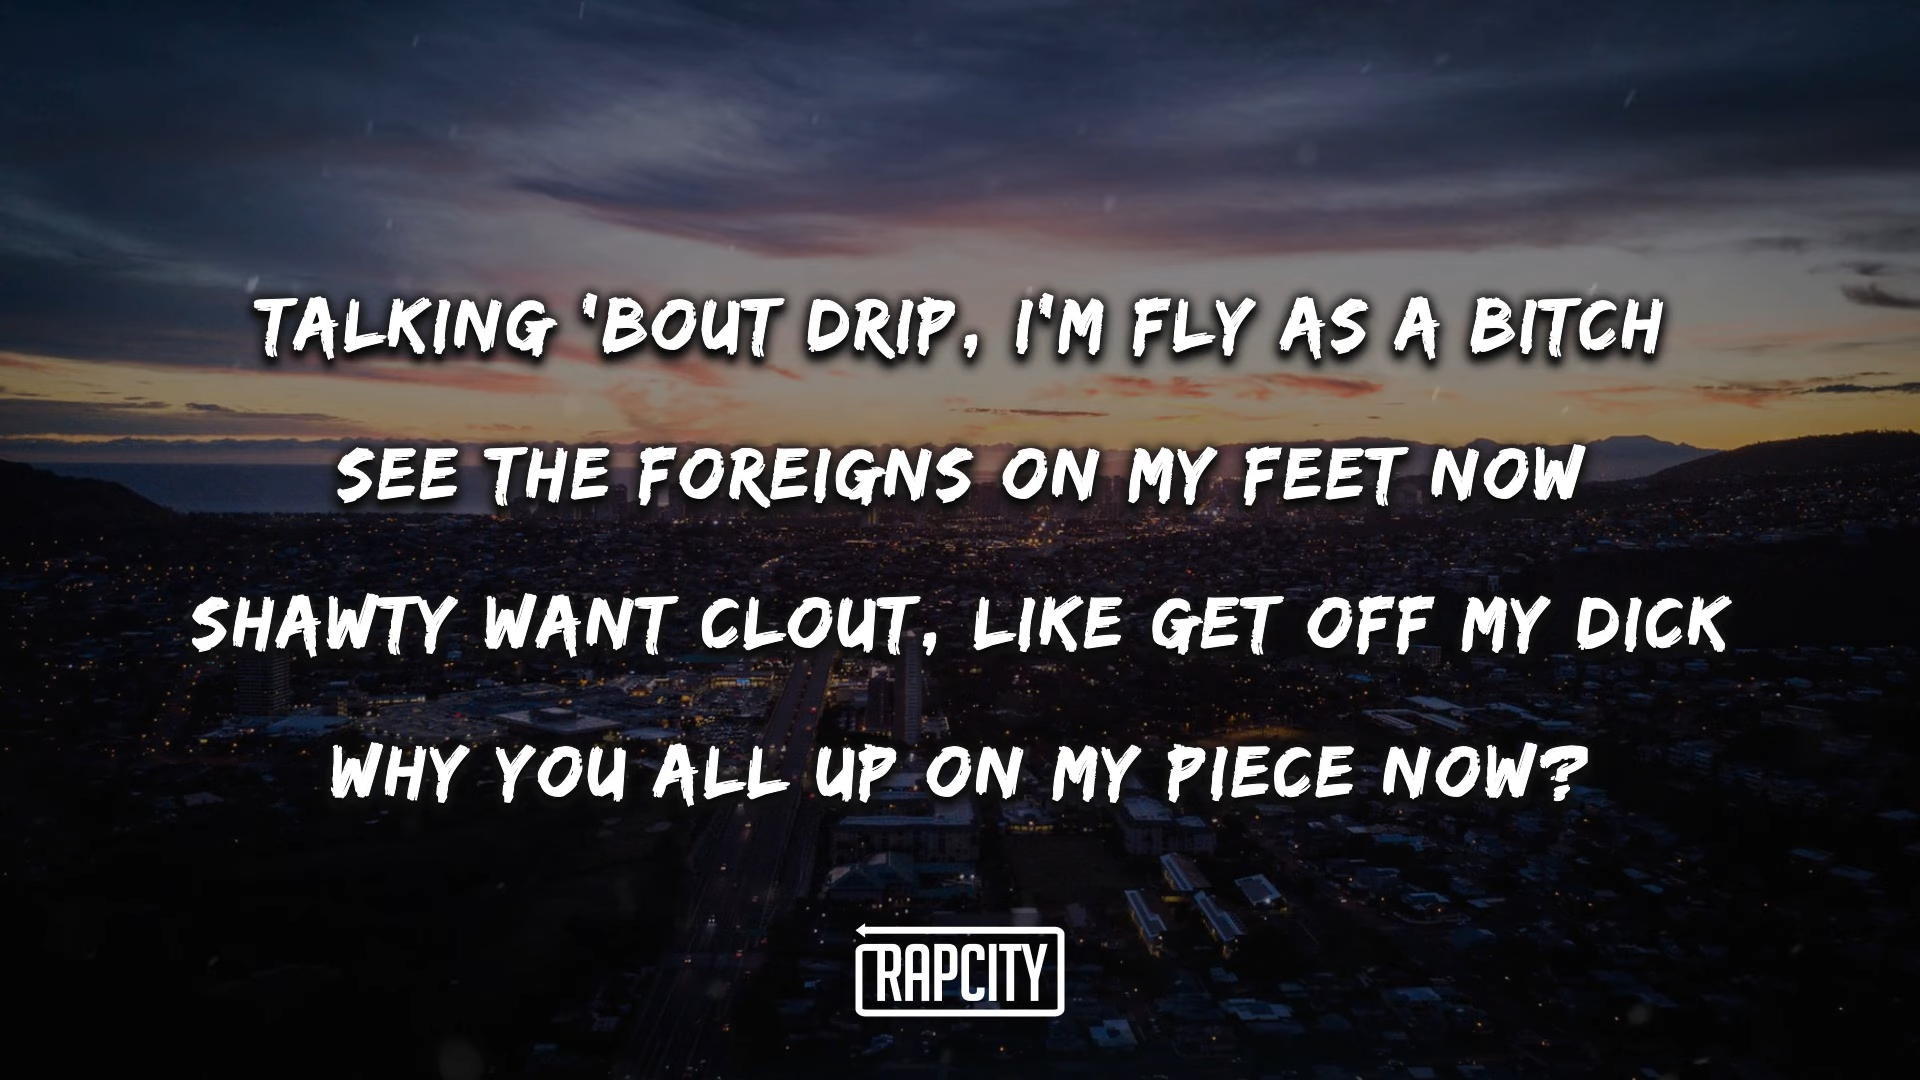 TALKING 'BOUT DRIP, I'M FLY AS A BITCH
SEE THE FOREIGNS ON MY FEET NOW
SHAWTY WANT CLOUT, LIKE GET OFF MY DICK
WHY YOU ALL UP ON MY PIECE NOW?
RAPCITY